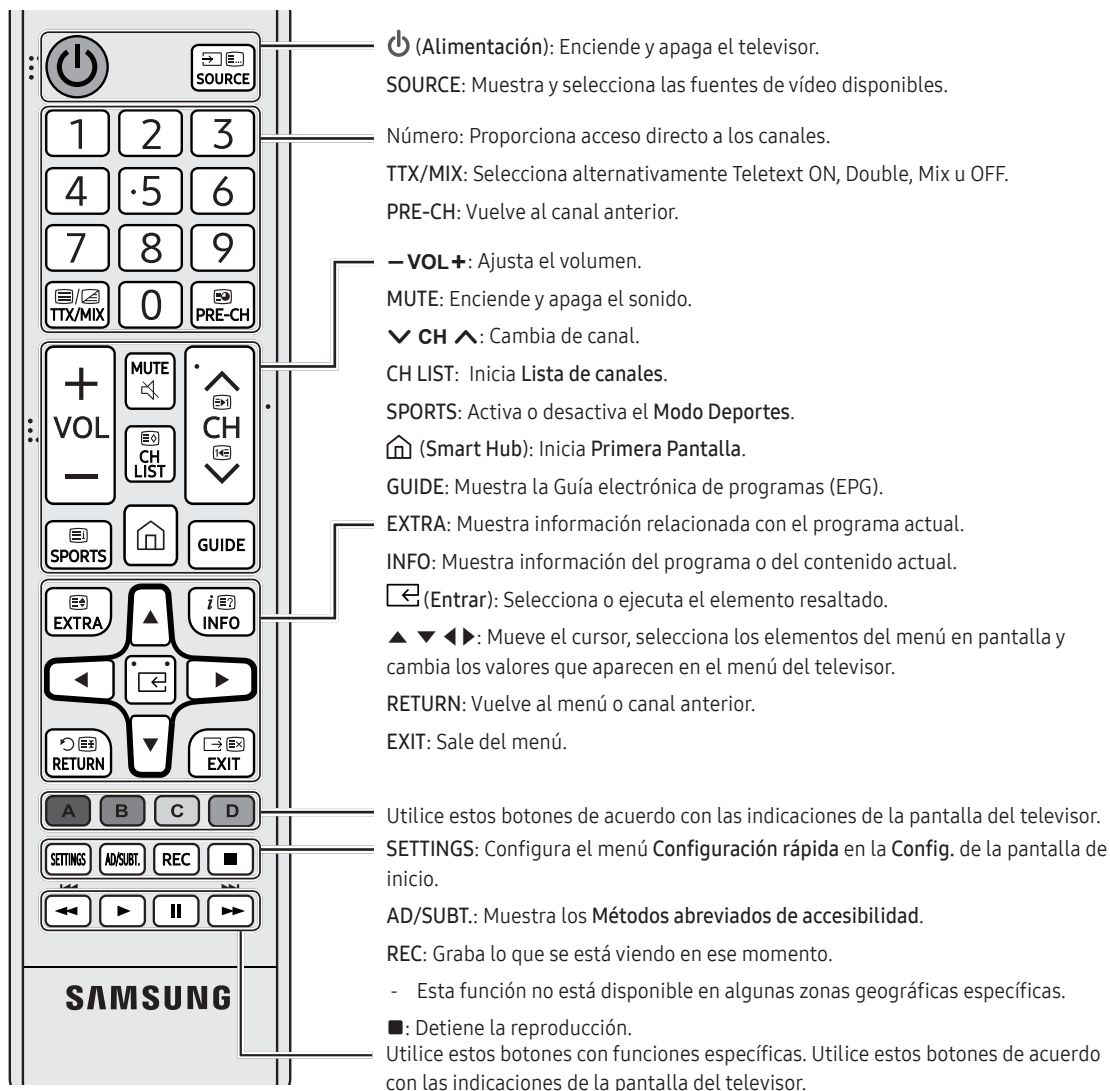 SOURCE
1 2 3
4 ·5 6
7 8 9
TTX/MIX 0 PRE-CH
+ VOL —
MUTE
CH LIST
CH
SPORTS
GUIDE
EXTRA
INFO
RETURN
EXIT
A B C D
SETTINGS AD/SUBT. REC
SAMSUNG
(Alimentación): Enciende y apaga el televisor.
SOURCE: Muestra y selecciona las fuentes de vídeo disponibles.
Número: Proporciona acceso directo a los canales.
TTX/MIX: Selecciona alternativamente Teletext ON, Double, Mix u OFF.
PRE-CH: Vuelve al canal anterior.
– VOL +: Ajusta el volumen.
MUTE: Enciende y apaga el sonido.
CH : Cambia de canal.
CH LIST: Inicia Lista de canales.
SPORTS: Activa o desactiva el Modo Deportes.
(Smart Hub): Inicia Primera Pantalla.
GUIDE: Muestra la Guía electrónica de programas (EPG).
EXTRA: Muestra información relacionada con el programa actual.
INFO: Muestra información del programa o del contenido actual.
(Entrar): Selecciona o ejecuta el elemento resaltado.
▲ ▼ ◀ ▶: Mueve el cursor, selecciona los elementos del menú en pantalla y
cambia los valores que aparecen en el menú del televisor.
RETURN: Vuelve al menú o canal anterior.
EXIT: Sale del menú.
Utilice estos botones de acuerdo con las indicaciones de la pantalla del televisor.
SETTINGS: Configura el menú Configuración rápida en la Config. de la pantalla de
inicio.
AD/SUBT.: Muestra los Métodos abreviados de accesibilidad.
REC: Graba lo que se está viendo en ese momento.
- Esta función no está disponible en algunas zonas geográficas específicas.
■: Detiene la reproducción.
Utilice estos botones con funciones específicas. Utilice estos botones de acuerdo
con las indicaciones de la pantalla del televisor.